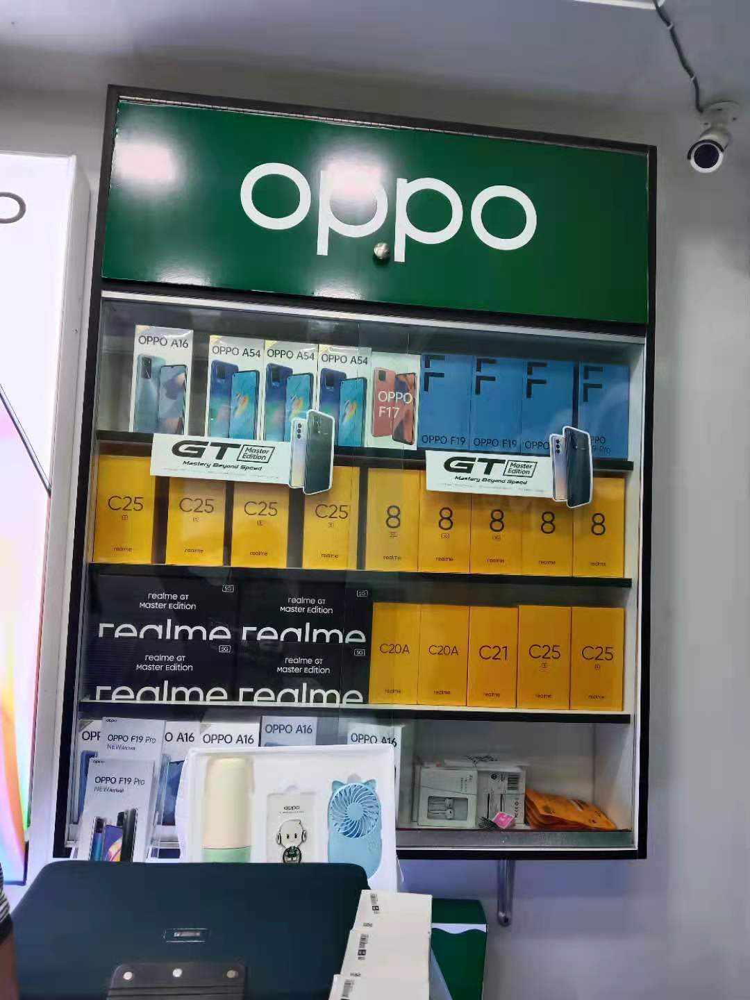 oppo
OPPO A16
OPPO A54
OPPO A54
OPPO A54
OPPO
F17
OPPO F19
OPPO F19
OPPO
Pro
GT Master Edition
Mastery Beyond Speed
GT Master Edition
Mastery Beyond Speed
C25
realme
C25
realme
C25
realme
C25
realme
8
5G
realme
8
5G
realme
8
5G
realme
8
realme
8
realme
5G
realme GT
Master Edition
realme
5G
realme GT
Master Edition
realme
5G
realme GT
Master Edition
realme
5G
realme GT
Master Edition
realme
C20A
realme
C20A
realme
C21
realme
C25
realme
C25
realme
OPP
oppo
OPPO F19 Pro
NEW Arrival
O A16
OPPO A16
OPPO A16
OPPO A16
oppo
OPPO F19 Pro
NEW Arrival
oppo